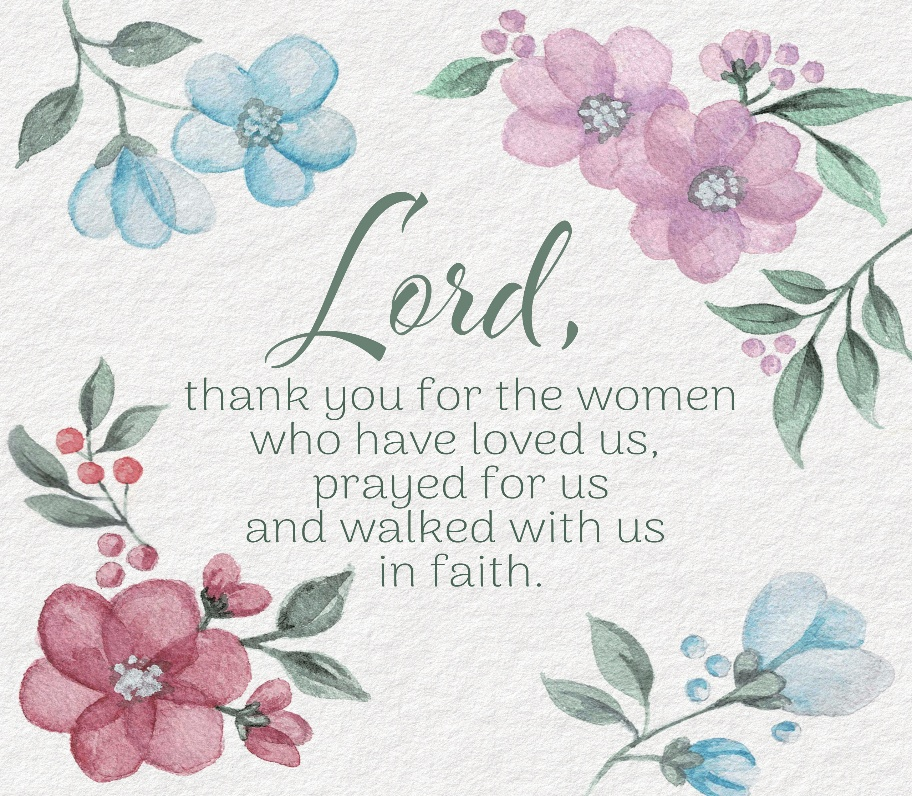 Lord,
thank you for the women
who have loved us,
prayed for us
and walked with us
in faith.